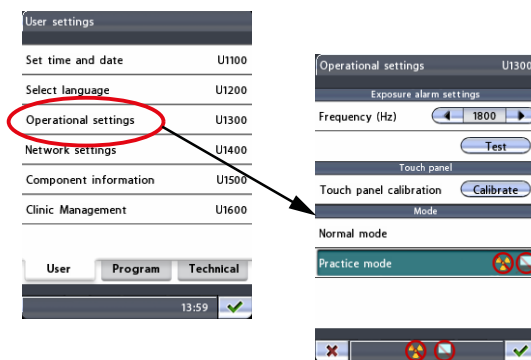 User settings
Set time and date U1100
Select language U1200
Operational settings U1300
Network settings U1400
Component information U1500
Clinic Management U1600
User Program Technical
13:59
Operational settings U1300
Exposure alarm settings
Frequency (Hz) 1800
Test
Touch panel
Touch panel calibration Calibrate
Mode
Normal mode
Practice mode